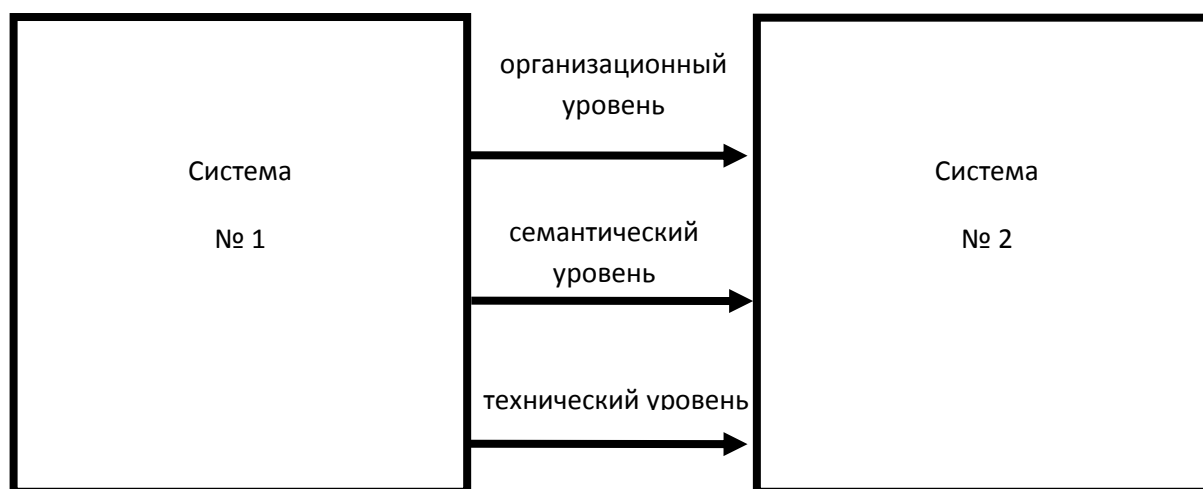 Система
№ 1
организационный
уровень
семантический
уровень
технический уровень
Система
№ 2